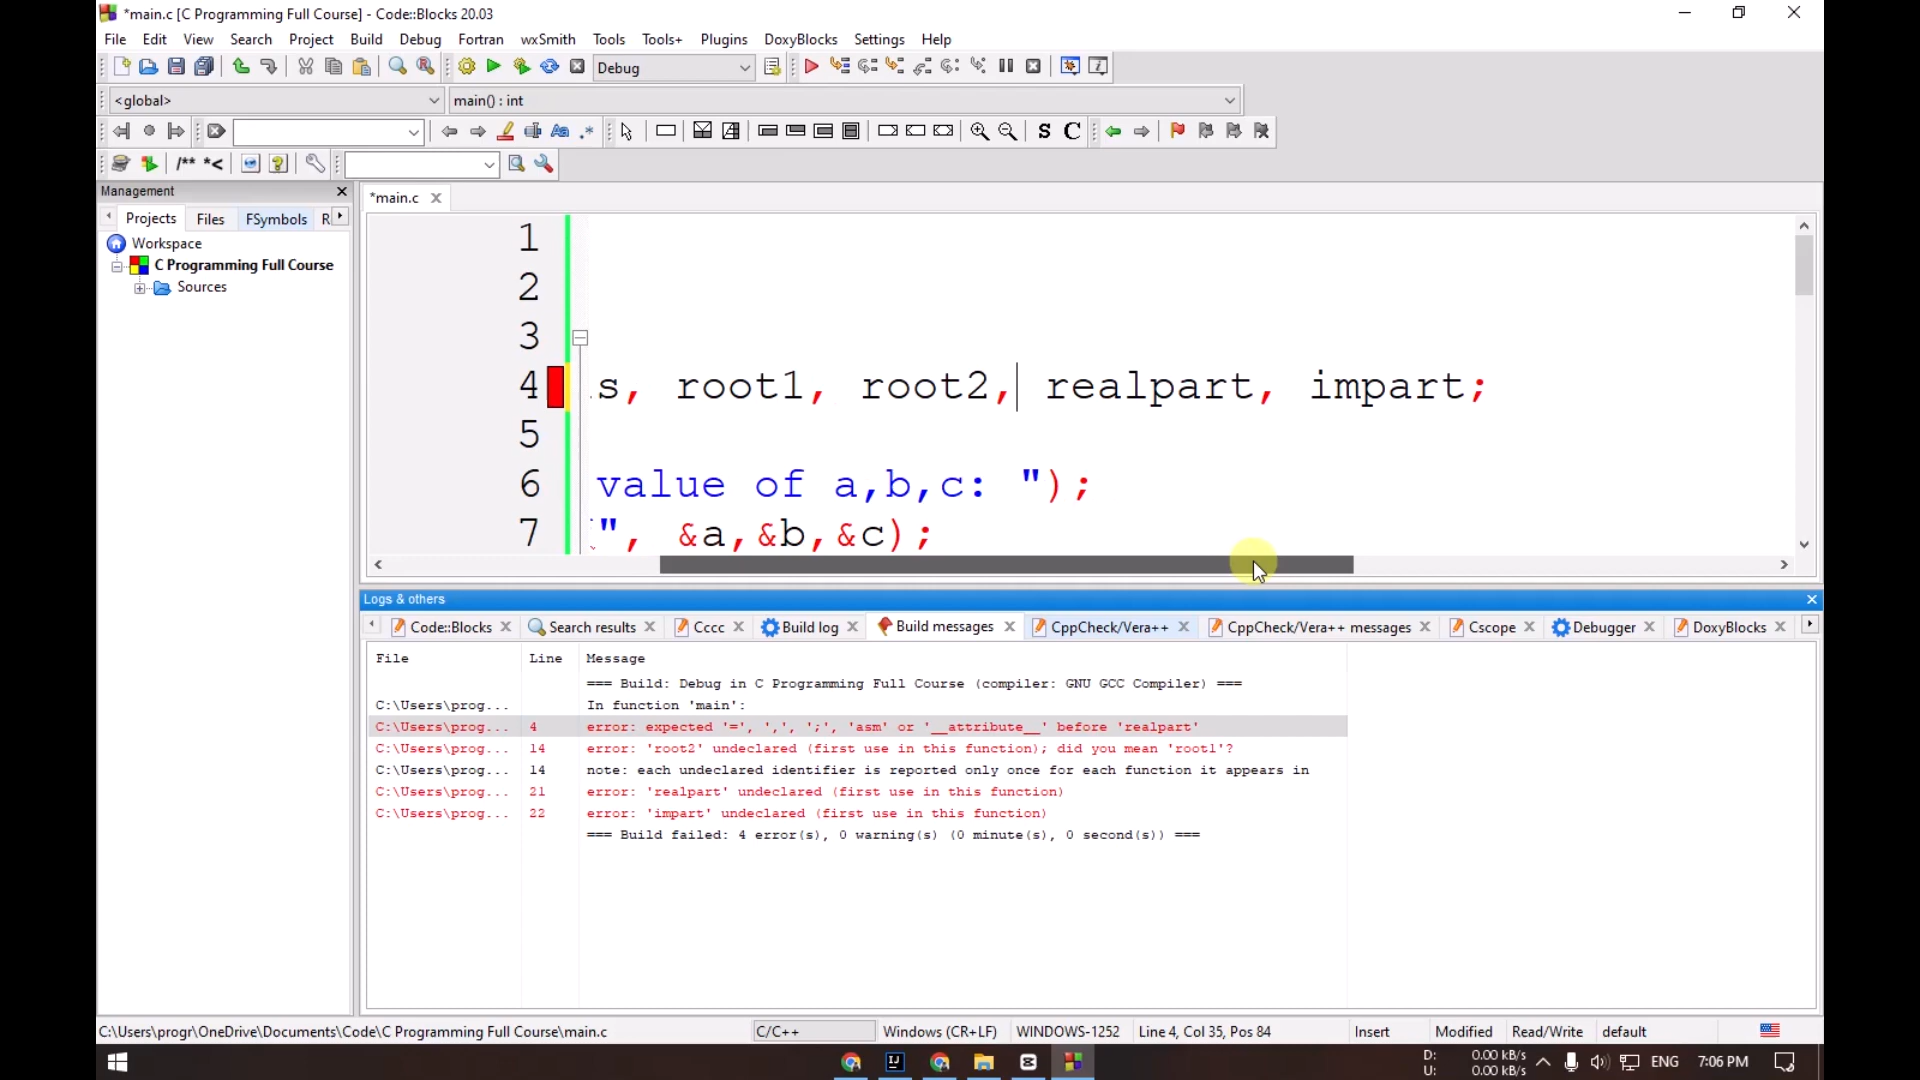 *main.c [C Programming Full Course] - Code::Blocks 20.03
File Edit View Search Project Build Debug Fortran wxSmith Tools Tools+ Plugins DoxyBlocks Settings Help
Debug
<global> main() : int
S C
/** *<
Management
*main.c
Projects Files FSymbols R
Workspace
C Programming Full Course
Sources
1
2
3
4 s, root1, root2, realpart, impart;
5
6 value of a,b,c: ");
7 ", &a,&b,&c);
Logs & others
Code::Blocks Search results Cccc Build log Build messages CppCheck/Vera++ CppCheck/Vera++ messages Cscope Debugger DoxyBlocks
File Line Message
=== Build: Debug in C Programming Full Course (compiler: GNU GCC Compiler) ===
C:\Users\prog... In function 'main':
C:\Users\prog... 4 error: expected '=', ',', ';', 'asm' or '__attribute__' before 'realpart'
C:\Users\prog... 14 error: 'root2' undeclared (first use in this function); did you mean 'root1'?
C:\Users\prog... 14 note: each undeclared identifier is reported only once for each function it appears in
C:\Users\prog... 21 error: 'realpart' undeclared (first use in this function)
C:\Users\prog... 22 error: 'impart' undeclared (first use in this function)
=== Build failed: 4 error(s), 0 warning(s) (0 minute(s), 0 second(s)) ===
C:\Users\progr\OneDrive\Documents\Code\C Programming Full Course\main.c C/C++ Windows (CR+LF) WINDOWS-1252 Line 4, Col 35, Pos 84 Insert Modified Read/Write default
D: 0.00 kB/s
U: 0.00 kB/s
ENG 7:06 PM